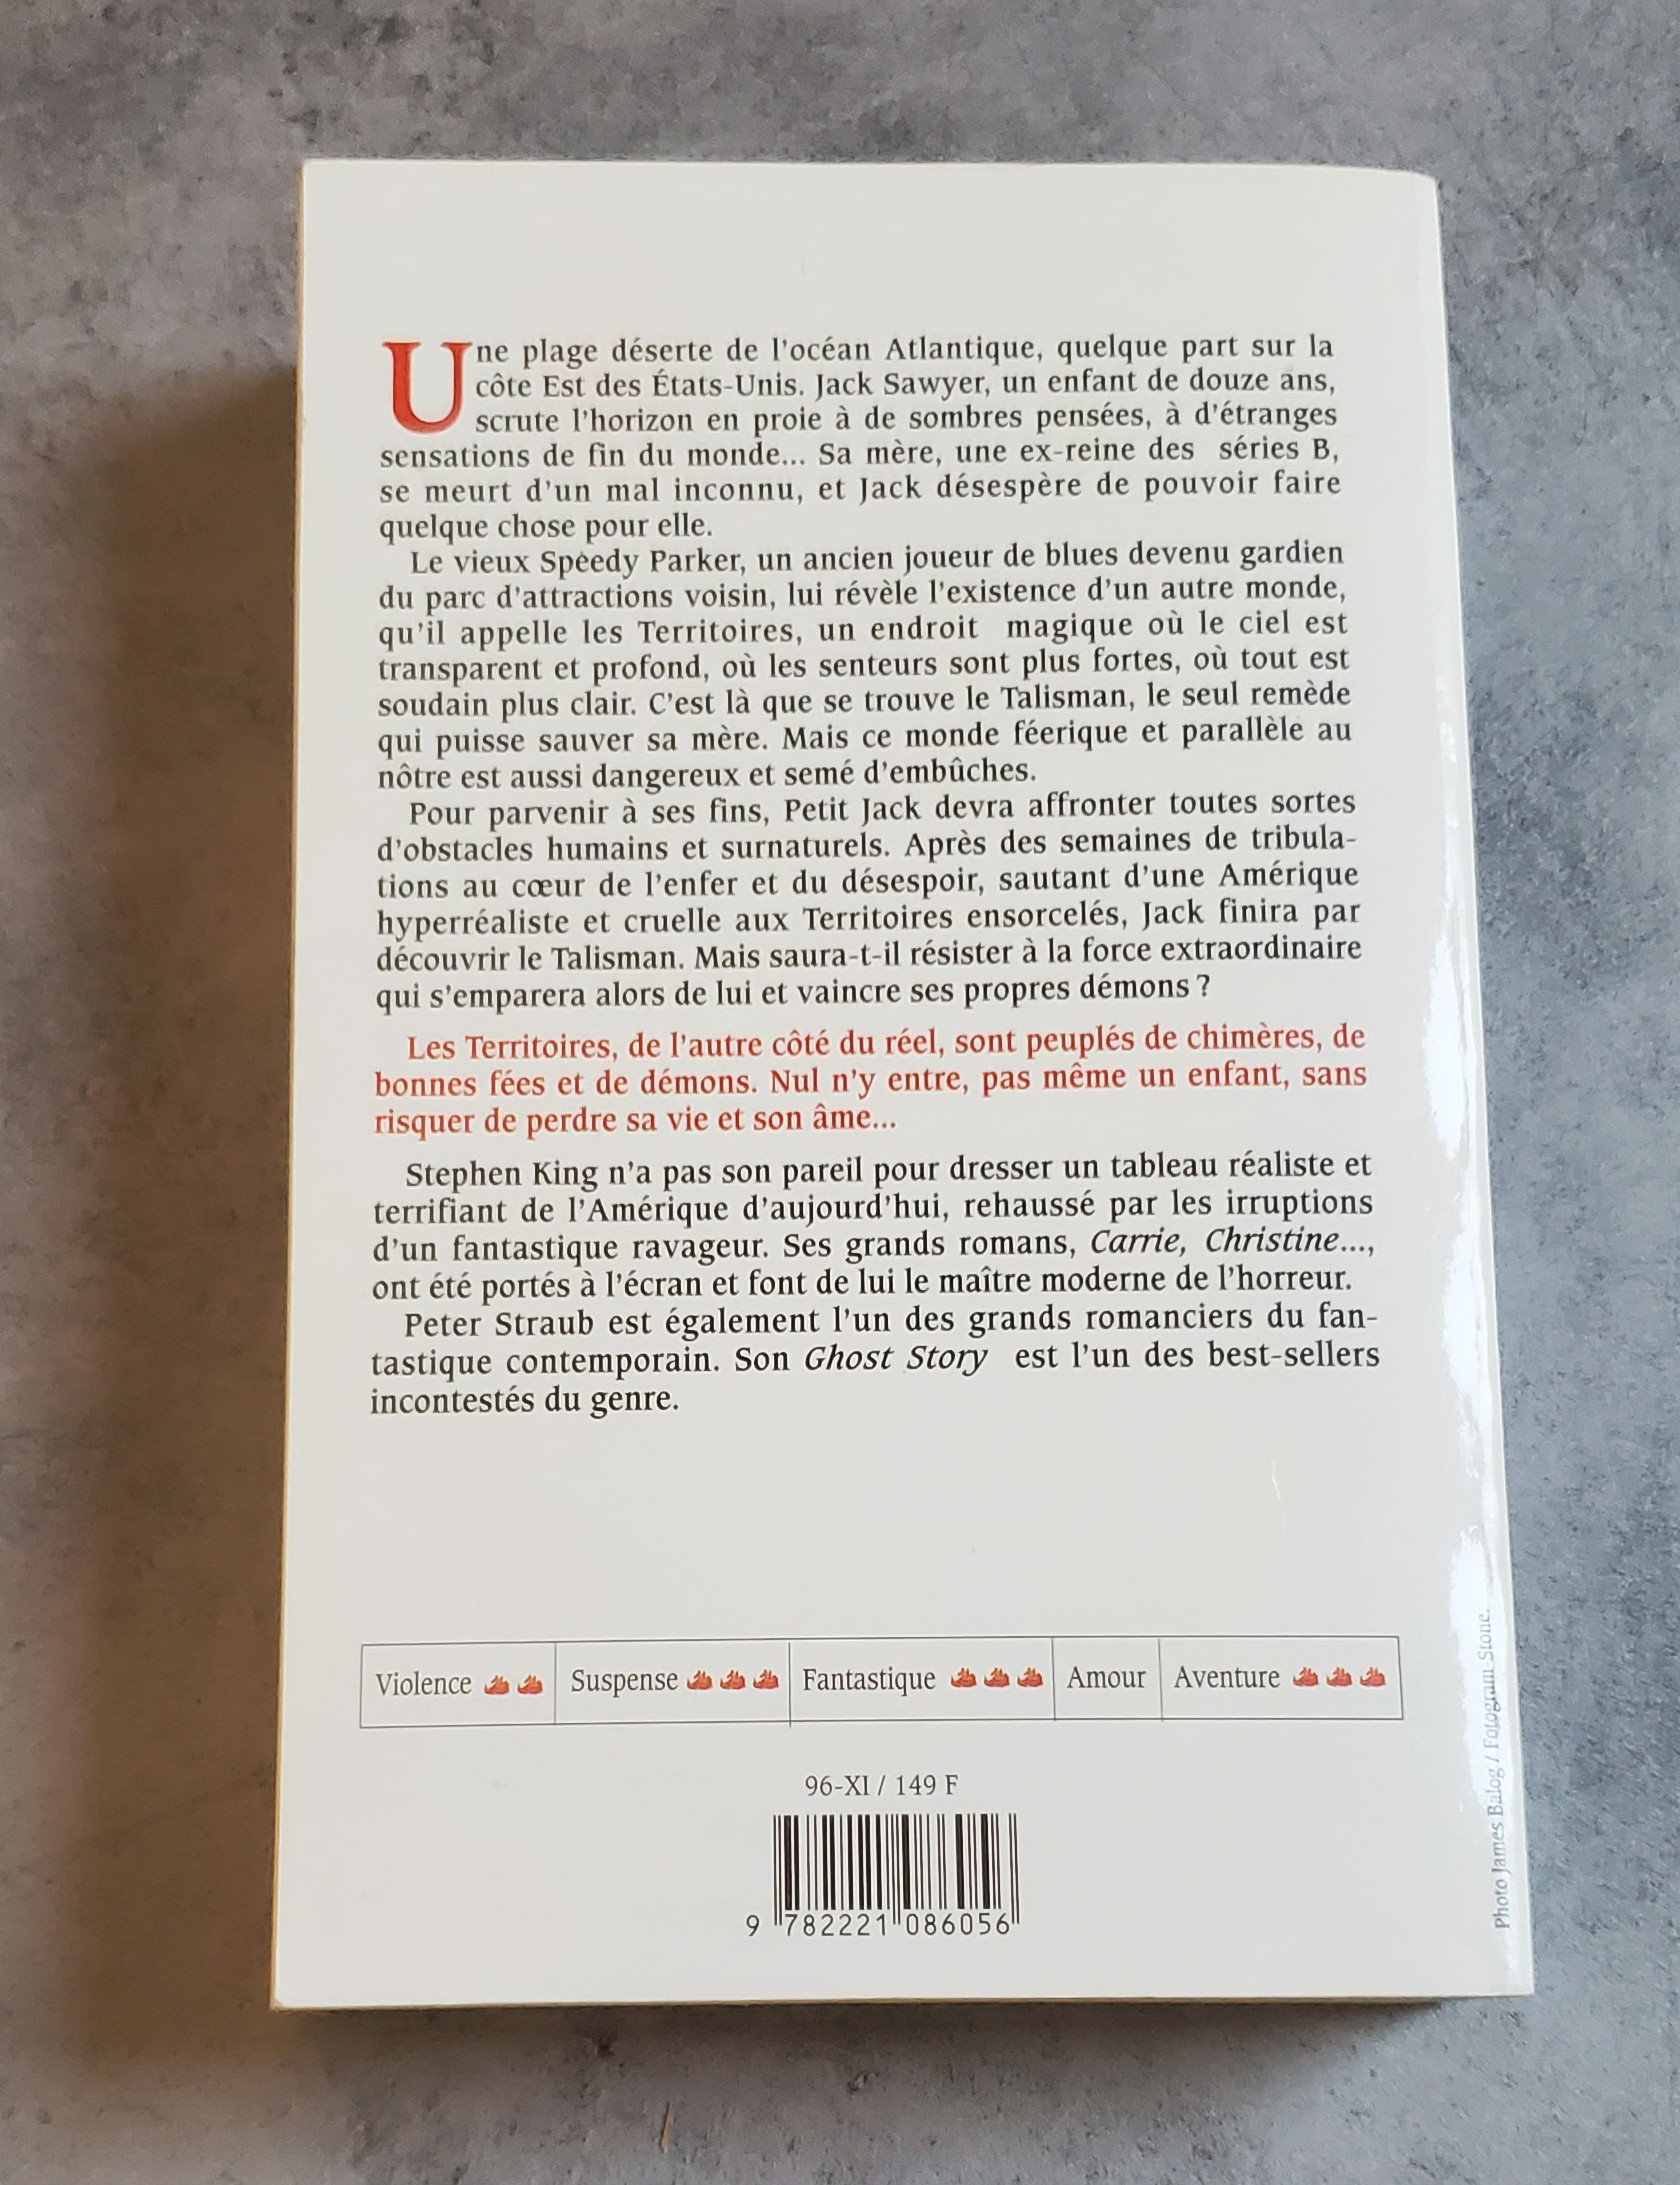 Une plage déserte de l'océan Atlantique, quelque part sur la
côte Est des États-Unis. Jack Sawyer, un enfant de douze ans,
scrute l'horizon en proie à de sombres pensées, à d'étranges
sensations de fin du monde... Sa mère, une ex-reine des séries B,
se meurt d'un mal inconnu, et Jack désespère de pouvoir faire
quelque chose pour elle.
Le vieux Speedy Parker, un ancien joueur de blues devenu gardien
du parc d'attractions voisin, lui révèle l'existence d'un autre monde,
qu'il appelle les Territoires, un endroit magique où le ciel est
transparent et profond, où les senteurs sont plus fortes, où tout est
soudain plus clair. C'est là que se trouve le Talisman, le seul remède
qui puisse sauver sa mère. Mais ce monde féerique et parallèle au
nôtre est aussi dangereux et semé d'embûches.
Pour parvenir à ses fins, Petit Jack devra affronter toutes sortes
d'obstacles humains et surnaturels. Après des semaines de tribula-
tions au cœur de l'enfer et du désespoir, sautant d'une Amérique
hyperréaliste et cruelle aux Territoires ensorcelés, Jack finira par
découvrir le Talisman. Mais saura-t-il résister à la force extraordinaire
qui s'emparera alors de lui et vaincre ses propres démons ?
Les Territoires, de l'autre côté du réel, sont peuplés de chimères, de
bonnes fées et de démons. Nul n'y entre, pas même un enfant, sans
risquer de perdre sa vie et son âme...
Stephen King n'a pas son pareil pour dresser un tableau réaliste et
terrifiant de l'Amérique d'aujourd'hui, rehaussé par les irruptions
d'un fantastique ravageur. Ses grands romans, Carrie, Christine...,
ont été portés à l'écran et font de lui le maître moderne de l'horreur.
Peter Straub est également l'un des grands romanciers du fan-
tastique contemporain. Son Ghost Story est l'un des best-sellers
incontestés du genre.
Violence Suspense Fantastique Amour Aventure
96-XI / 149 F
9 782221 086056
Photo James Balog / Fotogram Stone.